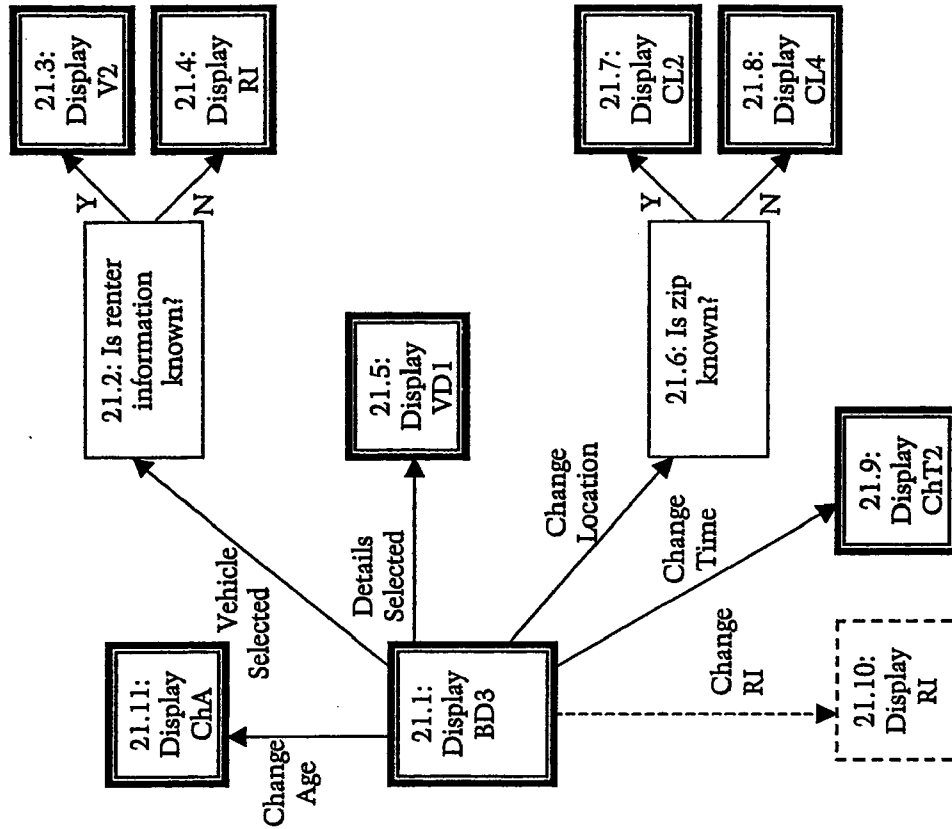 21.11:
Display
ChA
Change
Age
21.1:
Display
BD3
Vehicle
Selected
21.2: Is renter
information
known?
Y
N
21.3:
Display
V2
21.4:
Display
RI
Details
Selected
21.5:
Display
VD1
Change
Location
21.6: Is zip
known?
Y
N
21.7:
Display
CL2
21.8:
Display
CL4
Change
Time
21.9:
Display
ChT2
Change
RI
21.10:
Display
RI